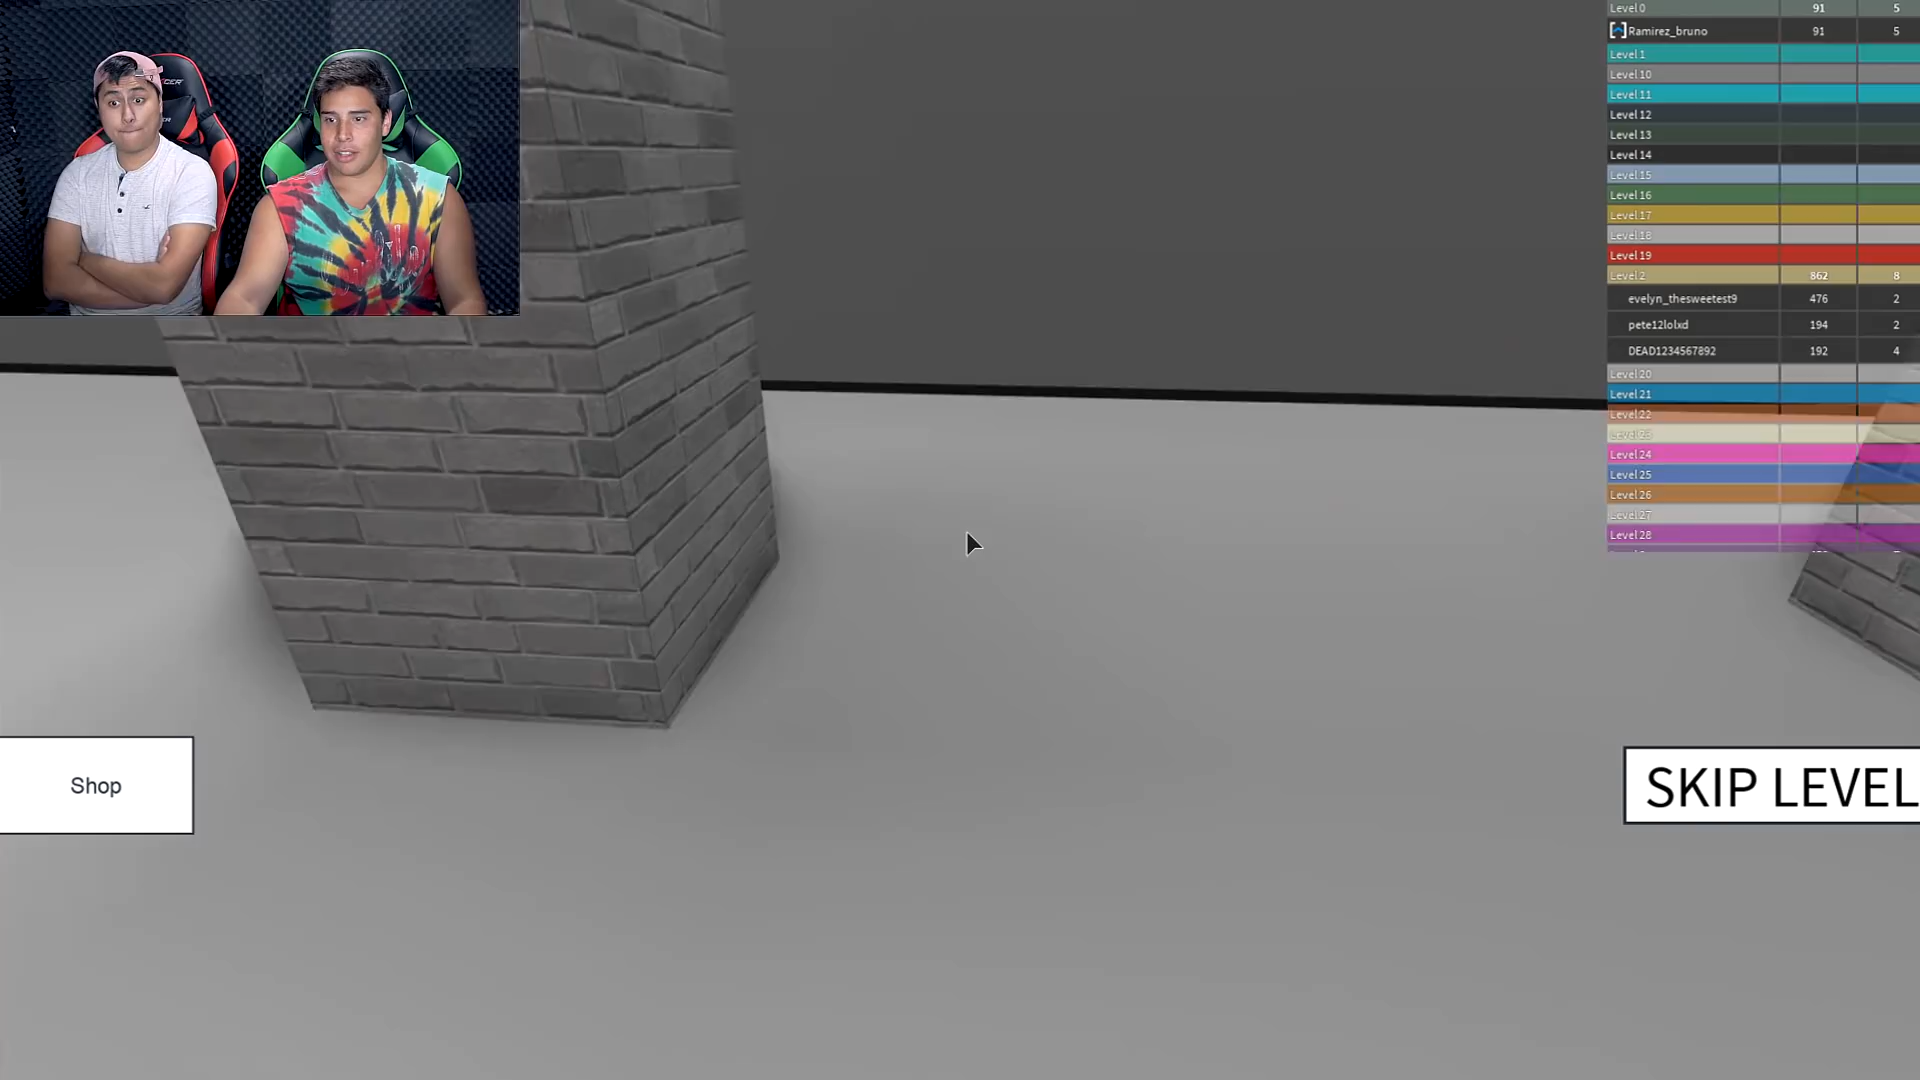 Level 0 91 5
Ramirez_bruno 91 5
Level 1
Level 10
Level 11
Level 12
Level 13
Level 14
Level 15
Level 16
Level 17
Level 18
Level 19
Level 2 862 8
evelyn_thesweetest9 476 2
pete12lolxd 194 2
DEAD1234567892 192 4
Level 20
Level 21
Level 22
Level 23
Level 24
Level 25
Level 26
Level 27
Level 28
Shop
SKIP LEVEL